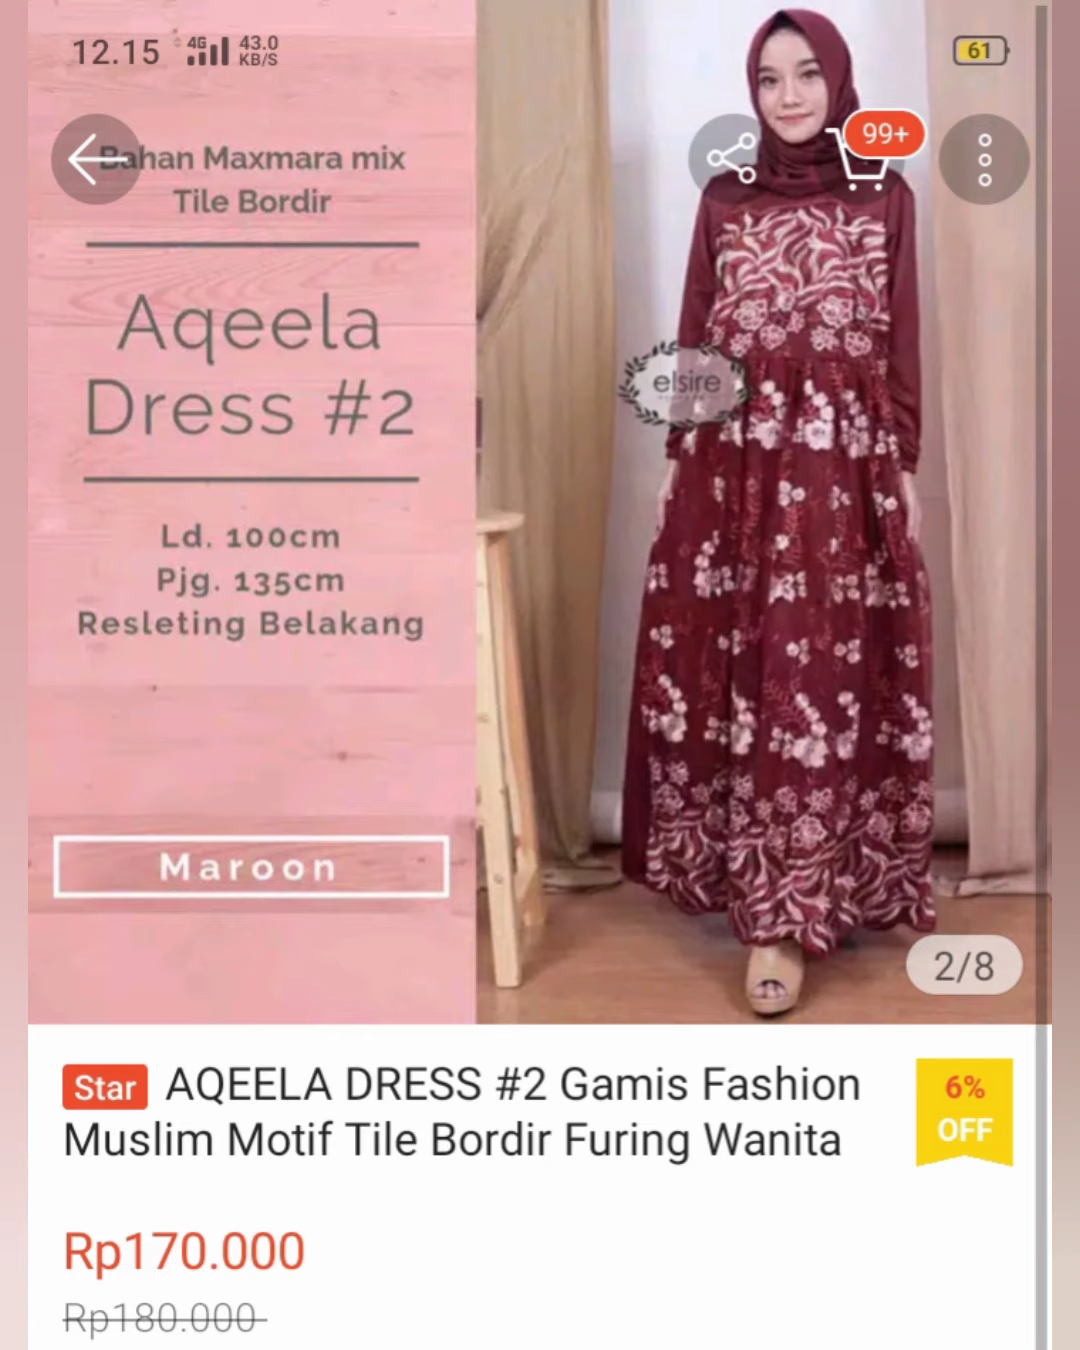 12.15 4G 43.0 KB/S 61
99+
Bahan Maxmara mix
Tile Bordir
Aqeela
Dress #2
Ld. 100cm
Pjg. 135cm
Resleting Belakang
Maroon
elsire
2/8
Star AQEELA DRESS #2 Gamis Fashion
Muslim Motif Tile Bordir Furing Wanita
6%
OFF
Rp170.000
Rp180.000